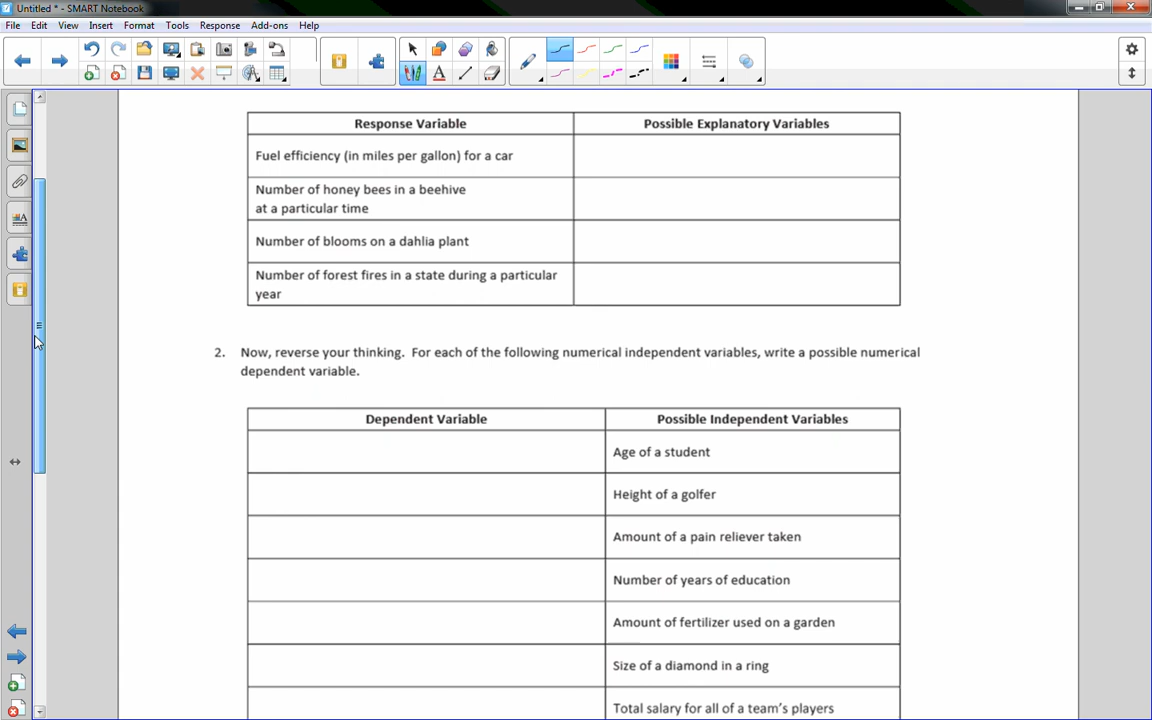 Untitled * - SMART Notebook
File Edit View Insert Format Tools Response Add-ons Help
Response Variable Possible Explanatory Variables
Fuel efficiency (in miles per gallon) for a car
Number of honey bees in a beehive
at a particular time
Number of blooms on a dahlia plant
Number of forest fires in a state during a particular
year
2. Now, reverse your thinking. For each of the following numerical independent variables, write a possible numerical
dependent variable.
Dependent Variable Possible Independent Variables
Age of a student
Height of a golfer
Amount of a pain reliever taken
Number of years of education
Amount of fertilizer used on a garden
Size of a diamond in a ring
Total salary for all of a team's players